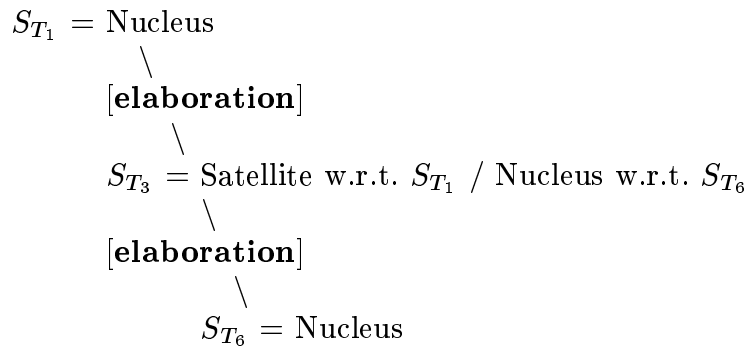 S_{T_1} = Nucleus
[elaboration]
S_{T_3} = Satellite w.r.t. S_{T_1} / Nucleus w.r.t. S_{T_6}
[elaboration]
S_{T_6} = Nucleus